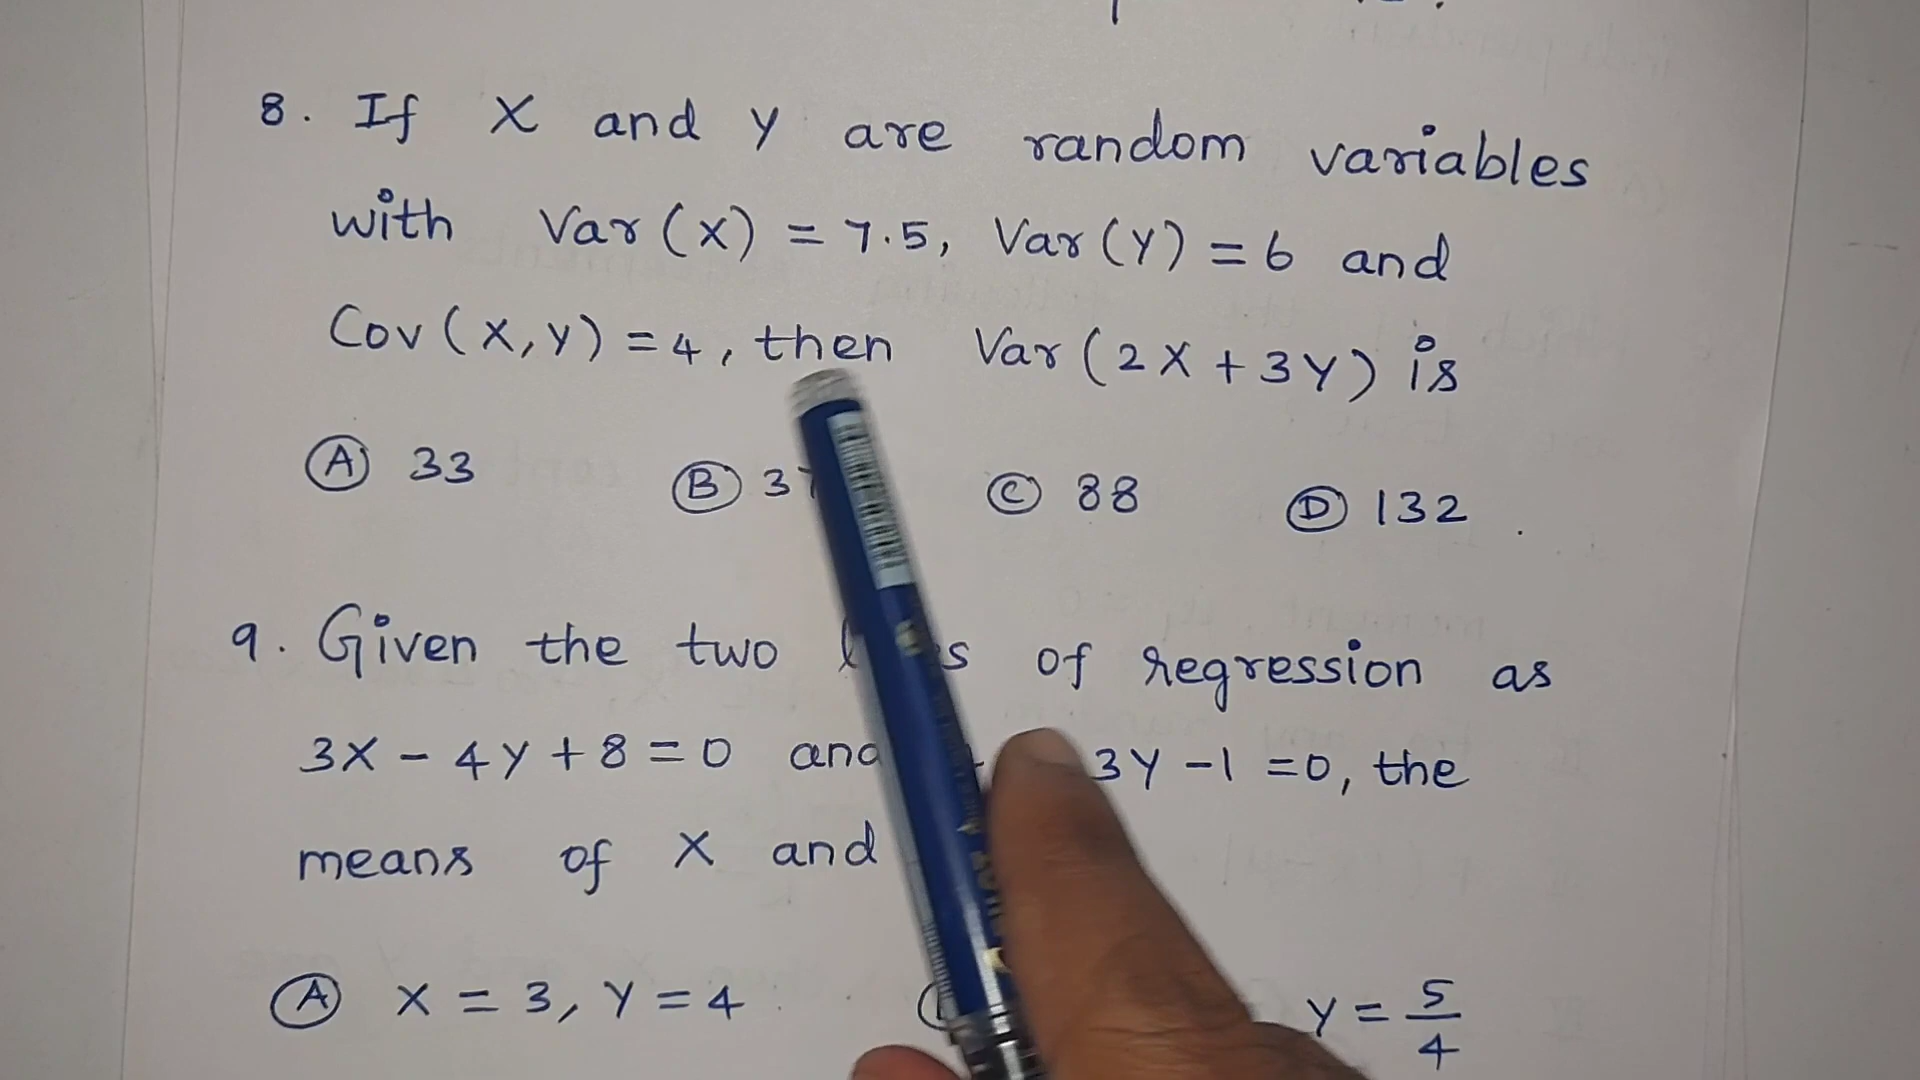 8. If X and Y are random variables
with Var(X) = 7.5, Var(Y) = 6 and
Cov(X,Y) = 4, then Var(2X+3Y) is
(A) 33 (B) (C) 88 (D) 132.
9. Given the two of regression as
3X - 4Y + 8 = 0 and 3Y - 1 = 0, the
means of X and
(A) X = 3, Y = 4 Y = 5/4